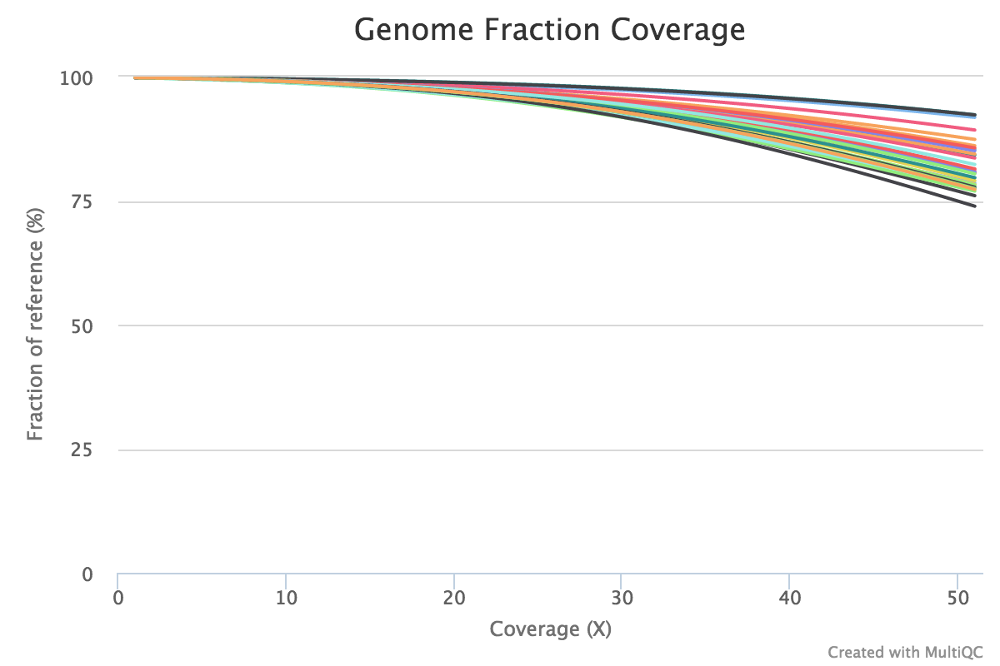 Genome Fraction Coverage
100
75
50
25
0
Fraction of reference (%)
0 10 20 30 40 50
Coverage (X)
Created with MultiQC